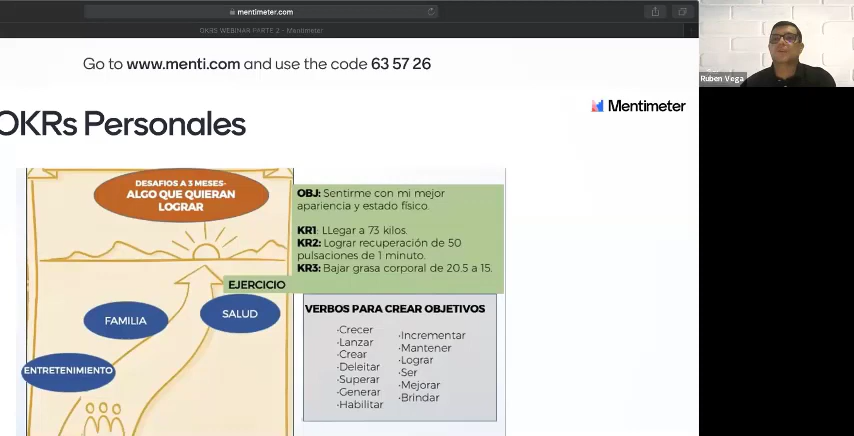 mentimeter.com
OKRS WEBINAR PARTE 2 - Mentimeter
Go to www.menti.com and use the code 63 57 26
Mentimeter
OKRs Personales
DESAFIOS A 3 MESES-
ALGO QUE QUIERAN
LOGRAR
OBJ: Sentirme con mi mejor
apariencia y estado físico.
KR1: LLegar a 73 kilos.
KR2: Lograr recuperación de 50
pulsaciones de 1 minuto.
KR3: Bajar grasa corporal de 20.5 a 15.
EJERCICIO
FAMILIA
SALUD
ENTRETENIMIENTO
VERBOS PARA CREAR OBJETIVOS
•Crecer
•Lanzar
•Crear
•Deleitar
•Superar
•Generar
•Habilitar
•Incrementar
•Mantener
•Lograr
•Ser
•Mejorar
•Brindar
Ruben Vega